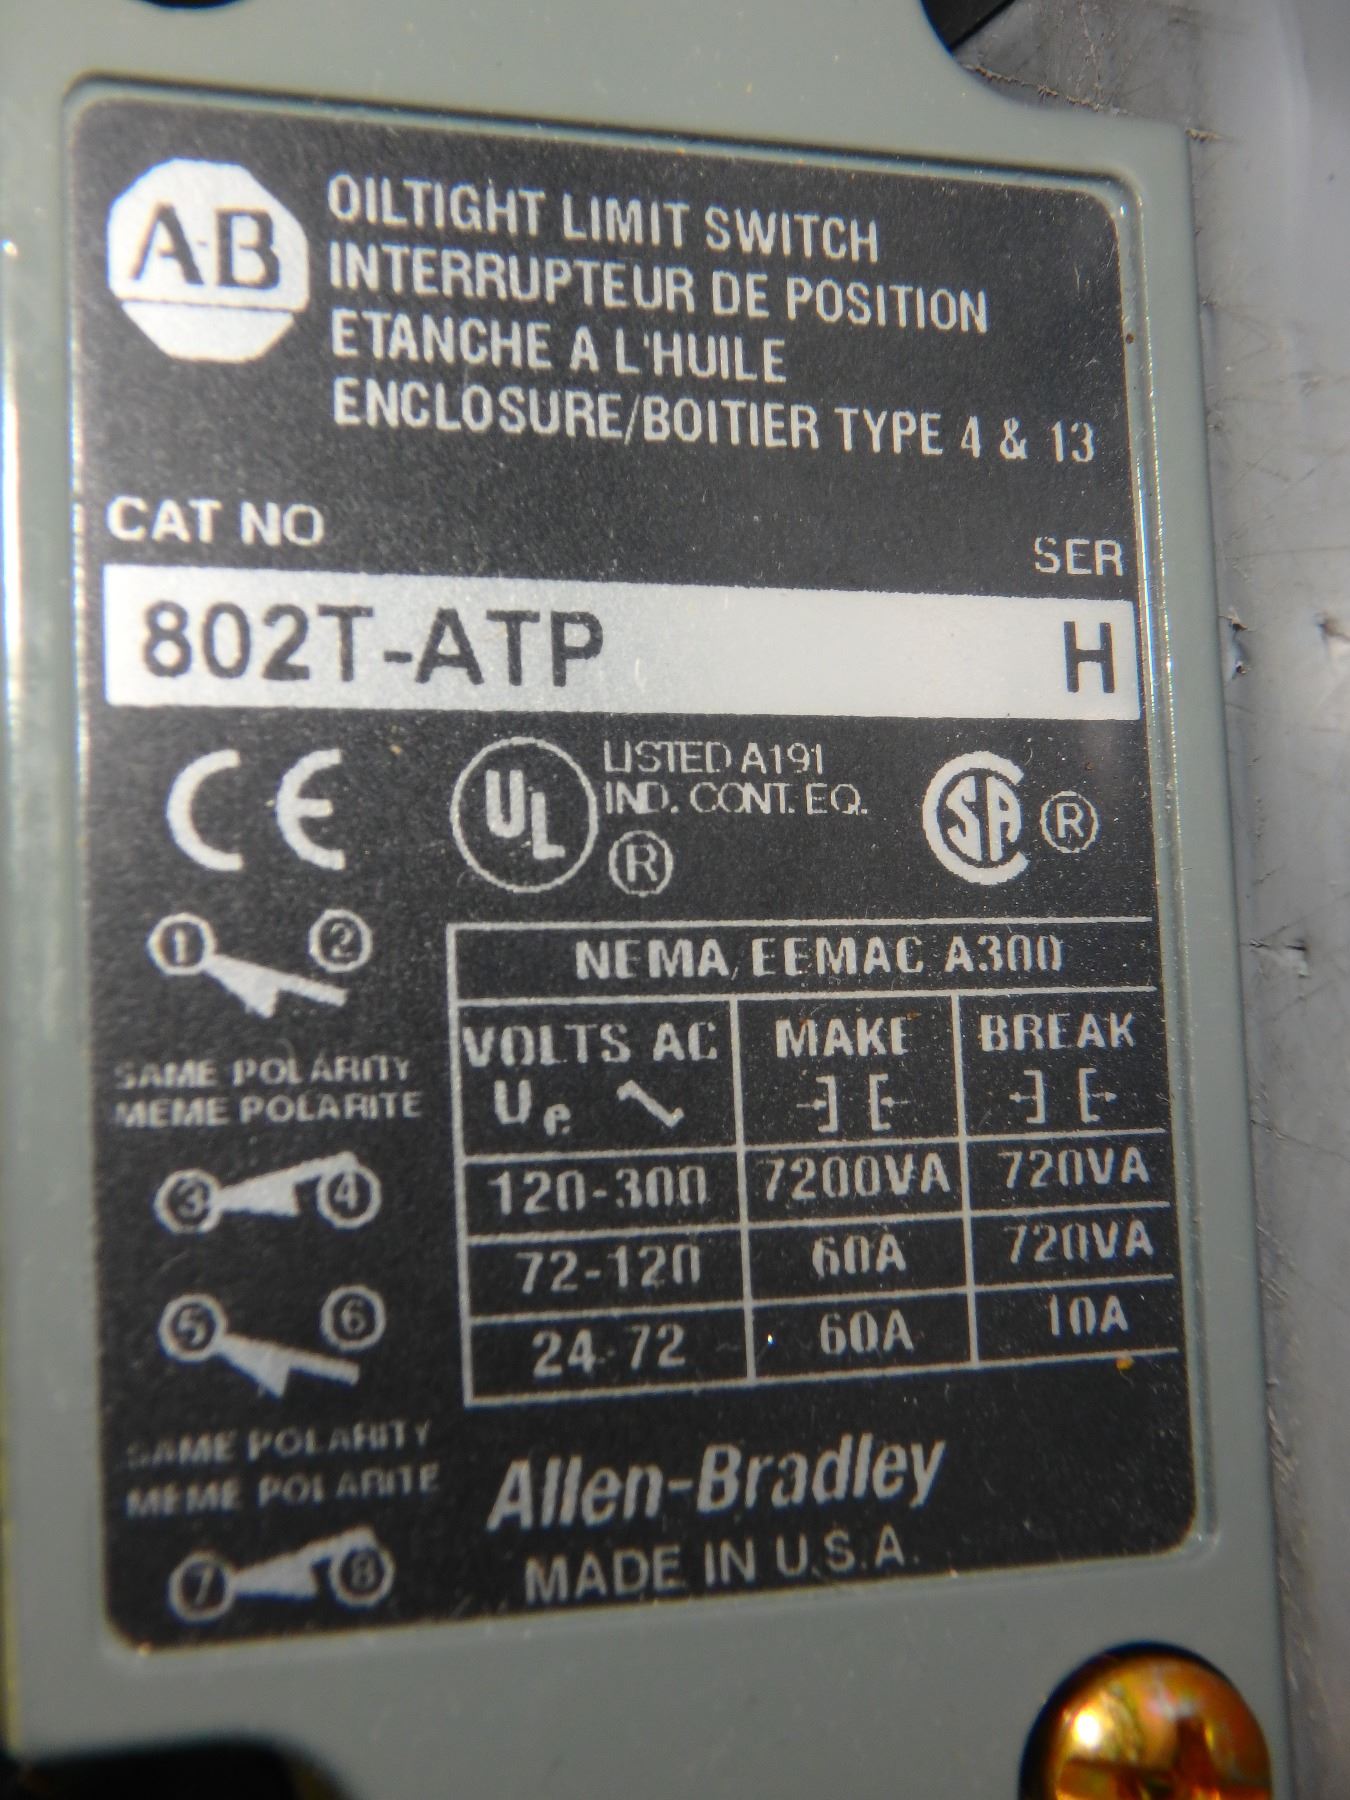 A-B
OILTIGHT LIMIT SWITCH
INTERRUPTEUR DE POSITION
ETANCHE A L'HUILE
ENCLOSURE/BOITIER TYPE 4 & 13
CAT NO
SER
802T-ATP H
CE UL LISTED A191
IND. CONT. EQ.
® SA ®
1 2
SAME POLARITY
MEME POLARITE
3 4
5 6
SAME POLARITY
MEME POLARITE
7 8
NEMA, EEMAC A300
VOLTS AC MAKE BREAK
Ue
120-300 7200VA 720VA
72-120 60A 720VA
24-72 60A 10A
Allen-Bradley
MADE IN U.S.A.